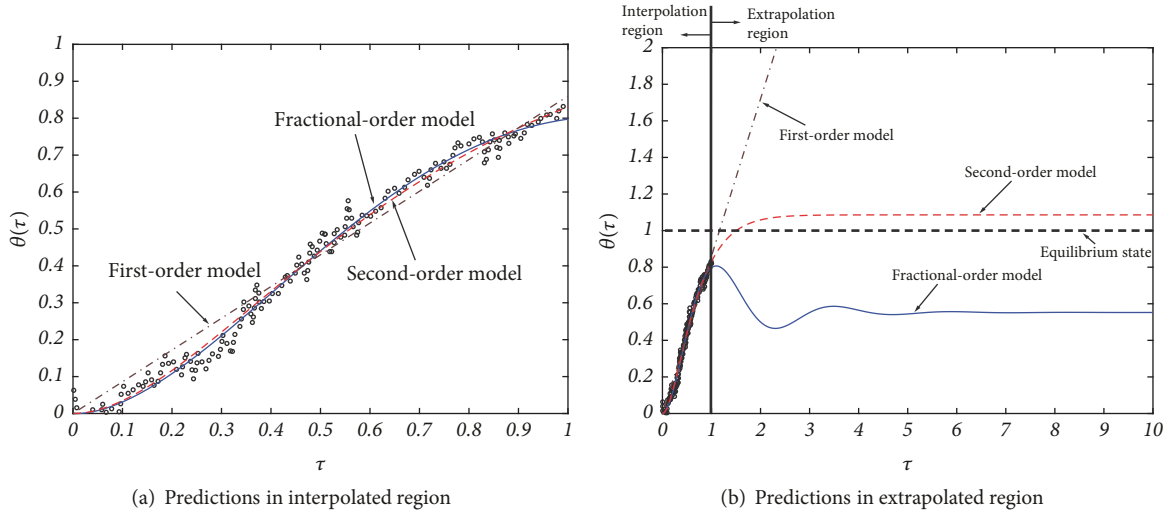 1
0.9
0.8
0.7
0.6
0.5
0.4
0.3
0.2
0.1
0
θ(τ)
Fractional-order model
First-order model
Second-order model
0 0.1 0.2 0.3 0.4 0.5 0.6 0.7 0.8 0.9 1
τ
(a) Predictions in interpolated region
Interpolation
region
Extrapolation
region
2
1.8
1.6
1.4
1.2
1
0.8
0.6
0.4
0.2
0
θ(τ)
First-order model
Second-order model
Equilibrium state
Fractional-order model
0 1 2 3 4 5 6 7 8 9 10
τ
(b) Predictions in extrapolated region